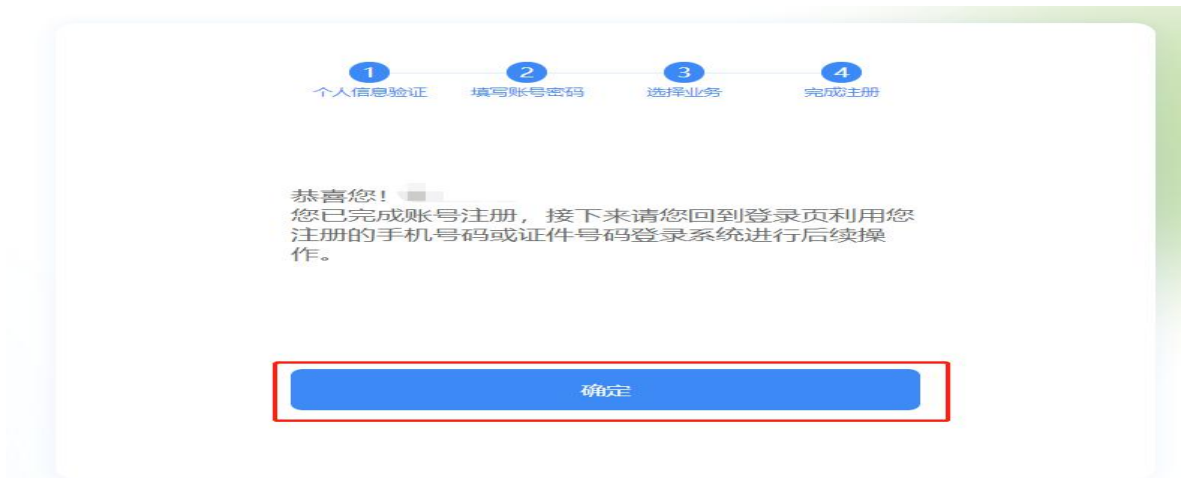 1 2 3 4
个人信息验证 填写账号密码 选择业务 完成注册
恭喜您!
您已完成账号注册，接下来请您回到登录页利用您
注册的手机号码或证件号码登录系统进行后续操
作。
确定